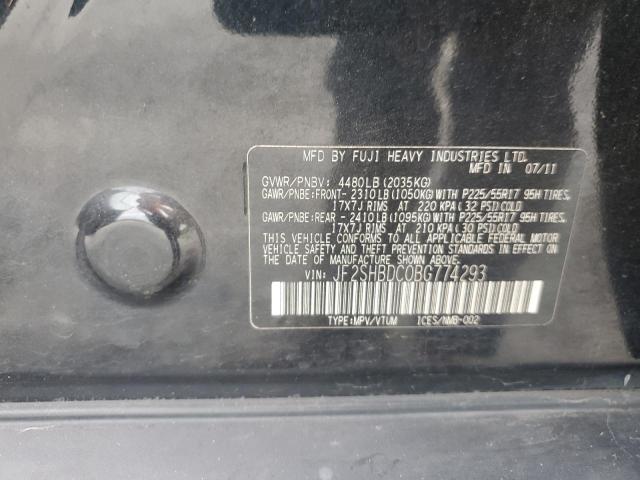 MFD BY FUJI HEAVY INDUSTRIES LTD.
MFD IN 07/11
GVWR/PNBV: 4480LB(2035KG)
GAWR/PNBE:FRONT- 2310LB(1050KG)WITH P225/55R17 95H TIRES,
17X7J RIMS AT 220 KPA(32 PSI)COLD
GAWR/PNBE:REAR - 2410LB(1095KG)WITH P225/55R17 95H TIRES,
17X7J RIMS AT 210 KPA(30 PSI)COLD
THIS VEHICLE CONFORMS TO ALL APPLICABLE FEDERAL MOTOR
VEHICLE SAFETY AND THEFT PREVENTION STANDARDS IN EFFECT
ON THE DATE OF MANUFACTURE SHOWN ABOVE.
VIN: JF2SHBDC0BG774293
TYPE:MPV/VTUM ICES/NMB-002